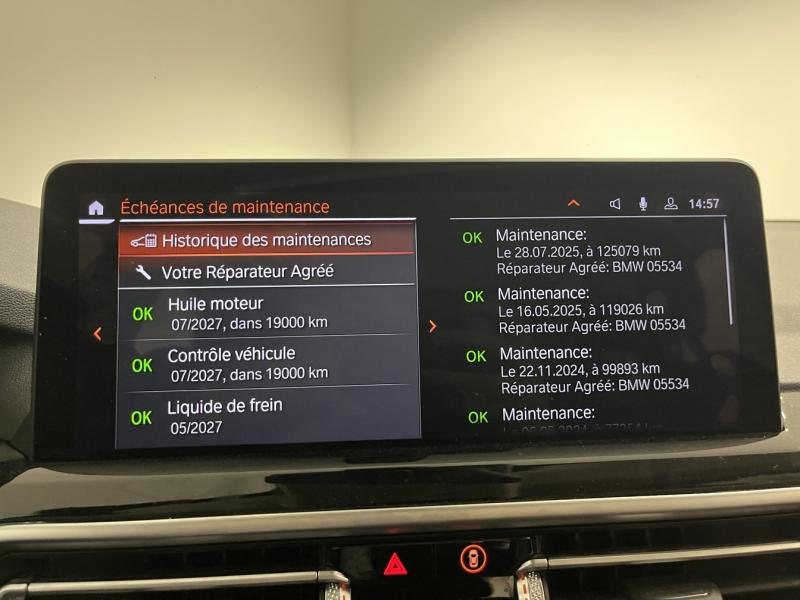 Échéances de maintenance
14:57
Historique des maintenances
Votre Réparateur Agréé
OK Huile moteur
07/2027, dans 19000 km
OK Contrôle véhicule
07/2027, dans 19000 km
OK Liquide de frein
05/2027
OK Maintenance:
Le 28.07.2025, à 125079 km
Réparateur Agréé: BMW 05534
OK Maintenance:
Le 16.05.2025, à 119026 km
Réparateur Agréé: BMW 05534
OK Maintenance:
Le 22.11.2024, à 99893 km
Réparateur Agréé: BMW 05534
OK Maintenance: